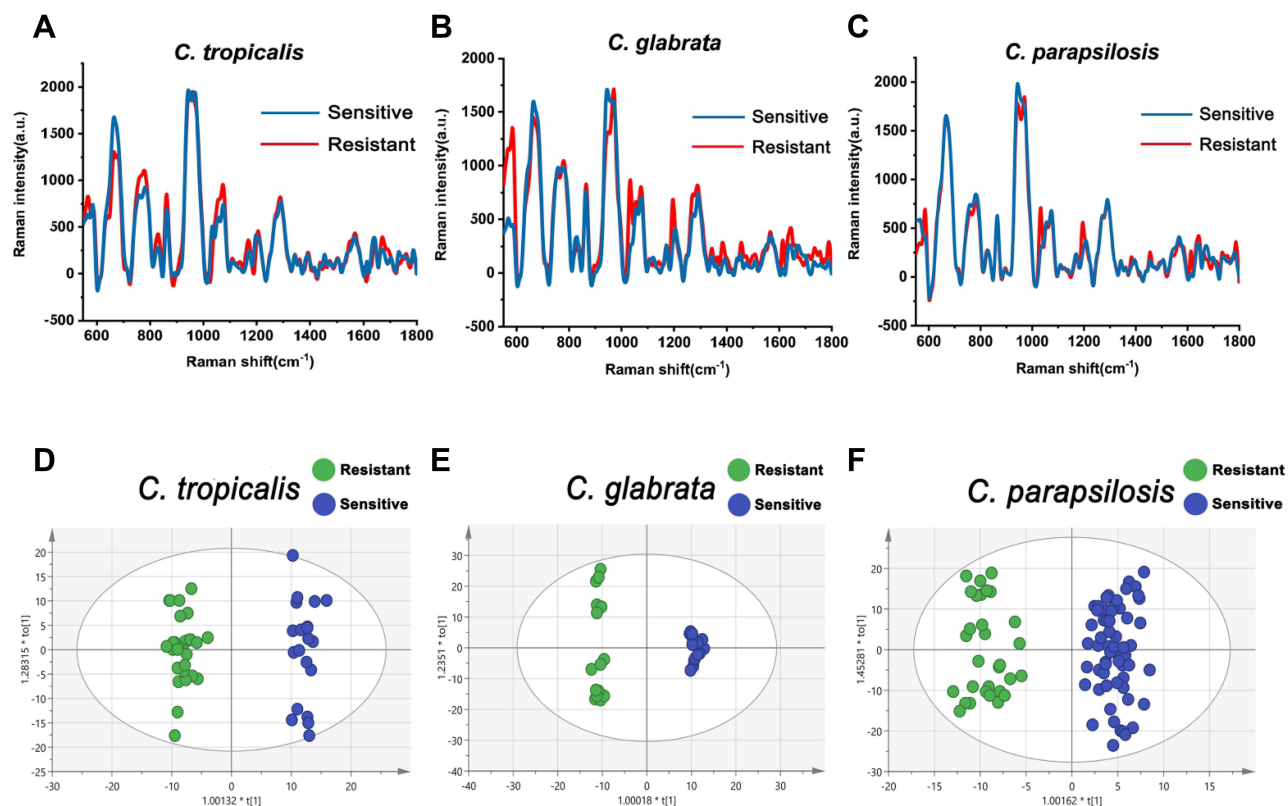 A
C. tropicalis
Raman intensity(a.u.)
2000
1500
1000
500
0
-500
600 800 1000 1200 1400 1600 1800
Raman shift(cm-1)
Sensitive
Resistant
B
C. glabrata
Raman intensity(a.u.)
2000
1500
1000
500
0
-500
600 800 1000 1200 1400 1600 1800
Raman shift(cm-1)
Sensitive
Resistant
C
C. parapsilosis
Raman intensity(a.u.)
2000
1500
1000
500
0
-500
600 800 1000 1200 1400 1600 1800
Raman shift(cm-1)
Sensitive
Resistant
D
C. tropicalis
Resistant
Sensitive
1.28315 * to[1]
20
15
10
5
0
-5
-10
-15
-20
-25
-30 -20 -10 0 10 20
1.00132 * t[1]
E
C. glabrata
Resistant
Sensitive
1.2351 * to[1]
30
20
10
0
-10
-20
-30
-40
-40 -30 -20 -10 0 10 20 30
1.00018 * t[1]
F
C. parapsilosis
Resistant
Sensitive
1.45281 * to[1]
20
10
0
-10
-20
-30
-15 -10 -5 0 5 10 15
1.00162 * t[1]